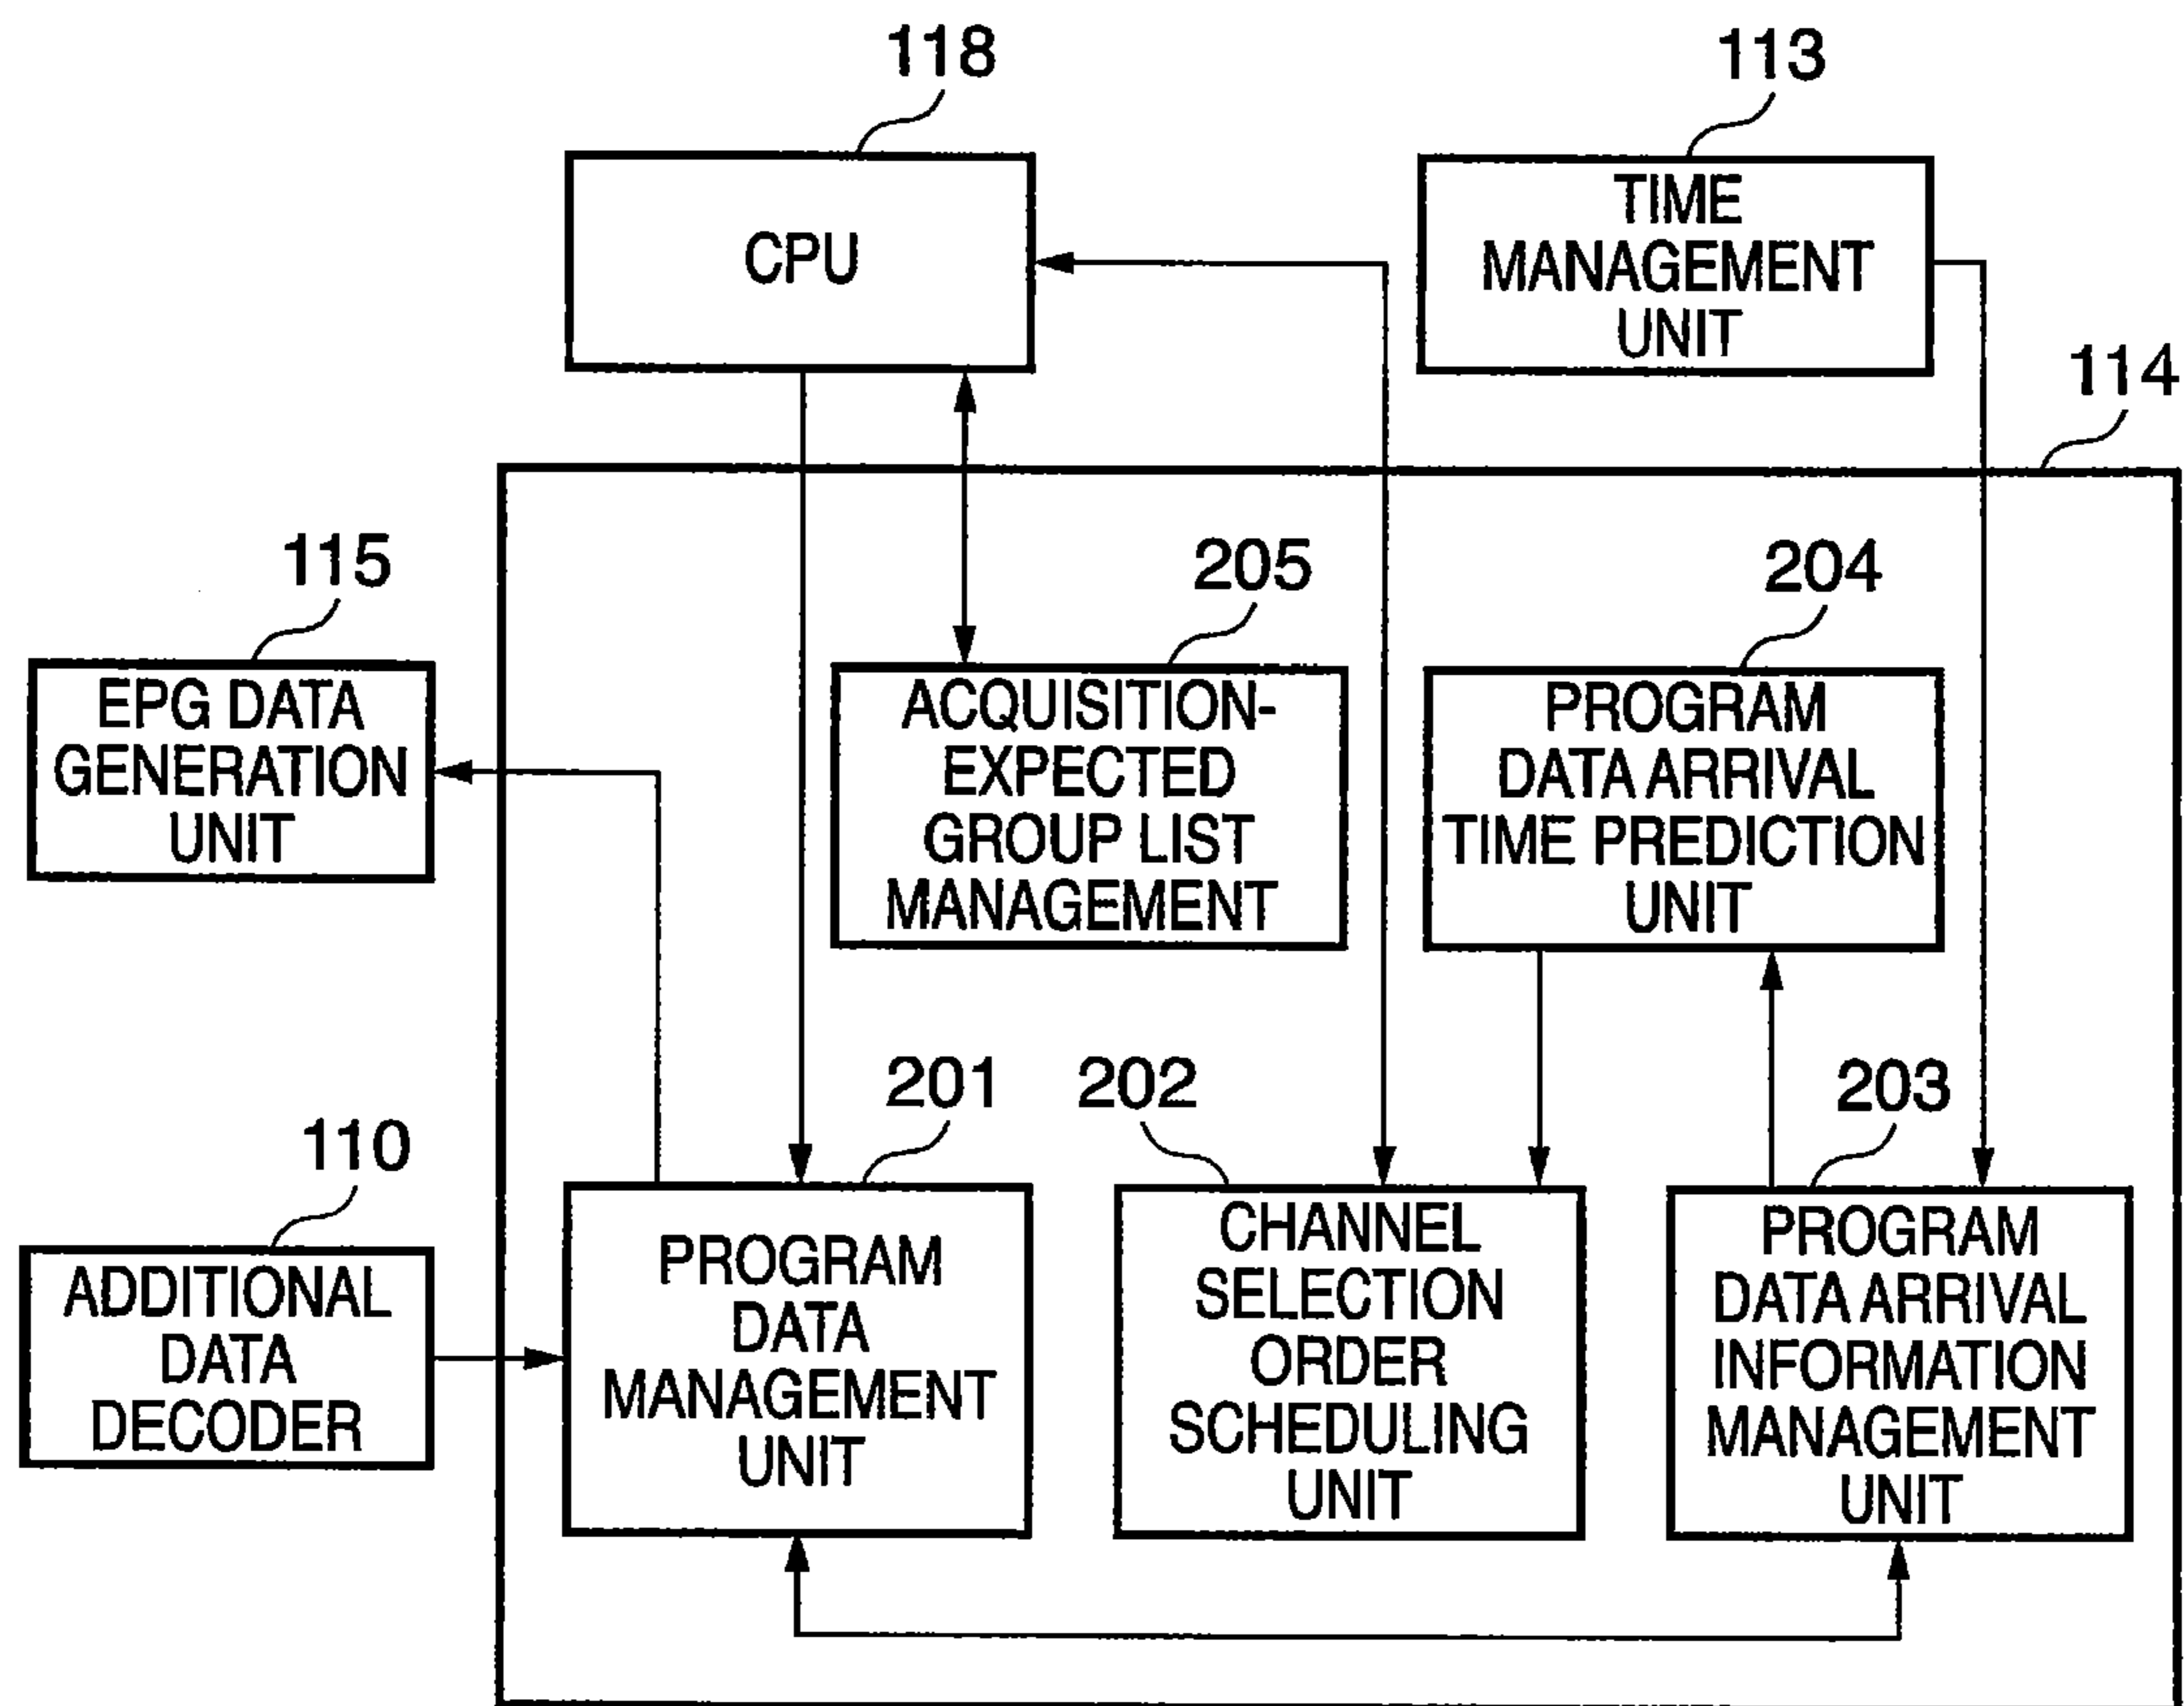 118
113
CPU
TIME
MANAGEMENT
UNIT
114
115
205
204
EPG DATA
GENERATION
UNIT
ACQUISITION-
EXPECTED
GROUP LIST
MANAGEMENT
PROGRAM
DATA ARRIVAL
TIME PREDICTION
UNIT
110
201
202
203
ADDITIONAL
DATA
DECODER
PROGRAM
DATA
MANAGEMENT
UNIT
CHANNEL
SELECTION
ORDER
SCHEDULING
UNIT
PROGRAM
DATA ARRIVAL
INFORMATION
MANAGEMENT
UNIT